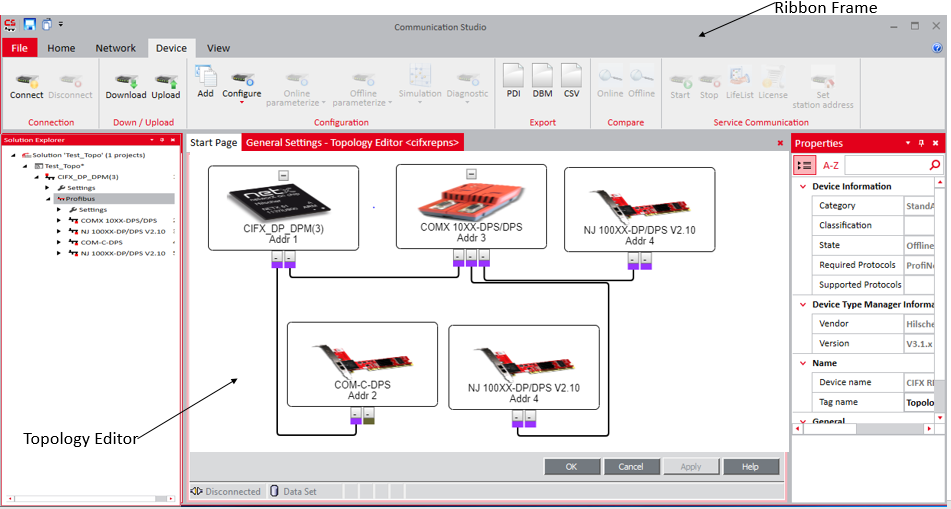 Ribbon Frame
CS
Communication Studio
File Home Network Device View
Connect Disconnect Download Upload Add Configure Online parameterize Offline parameterize Simulation Diagnostic PDI DBM CSV Online Offline Start Stop LifeList License Set station address
Connection Down / Upload Configuration Export Compare Service Communication
Solution Explorer
Solution 'Test_Topo' (1 projects)
Test_Topo*
CIFX_DP_DPM(3)
Settings
Profibus
Settings
COMX 10XX-DPS/DPS
NJ 100XX-DP/DPS V2.10
COM-C-DPS
NJ 100XX-DP/DPS V2.10
Start Page General Settings - Topology Editor <cifxrepns>
CIFX_DP_DPM(3)
Addr 1
COMX 10XX-DPS/DPS
Addr 3
NJ 100XX-DP/DPS V2.10
Addr 4
COM-C-DPS
Addr 2
NJ 100XX-DP/DPS V2.10
Addr 4
Topology Editor
OK Cancel Apply Help
Disconnected Data Set
Properties
A-Z
Device Information
Category StandA
Classification
State Offline
Required Protocols ProfiN
Supported Protocols
Device Type Manager Informa
Vendor Hilsche
Version V3.1.x
Name
Device name CIFX R
Tag name Topolo
General